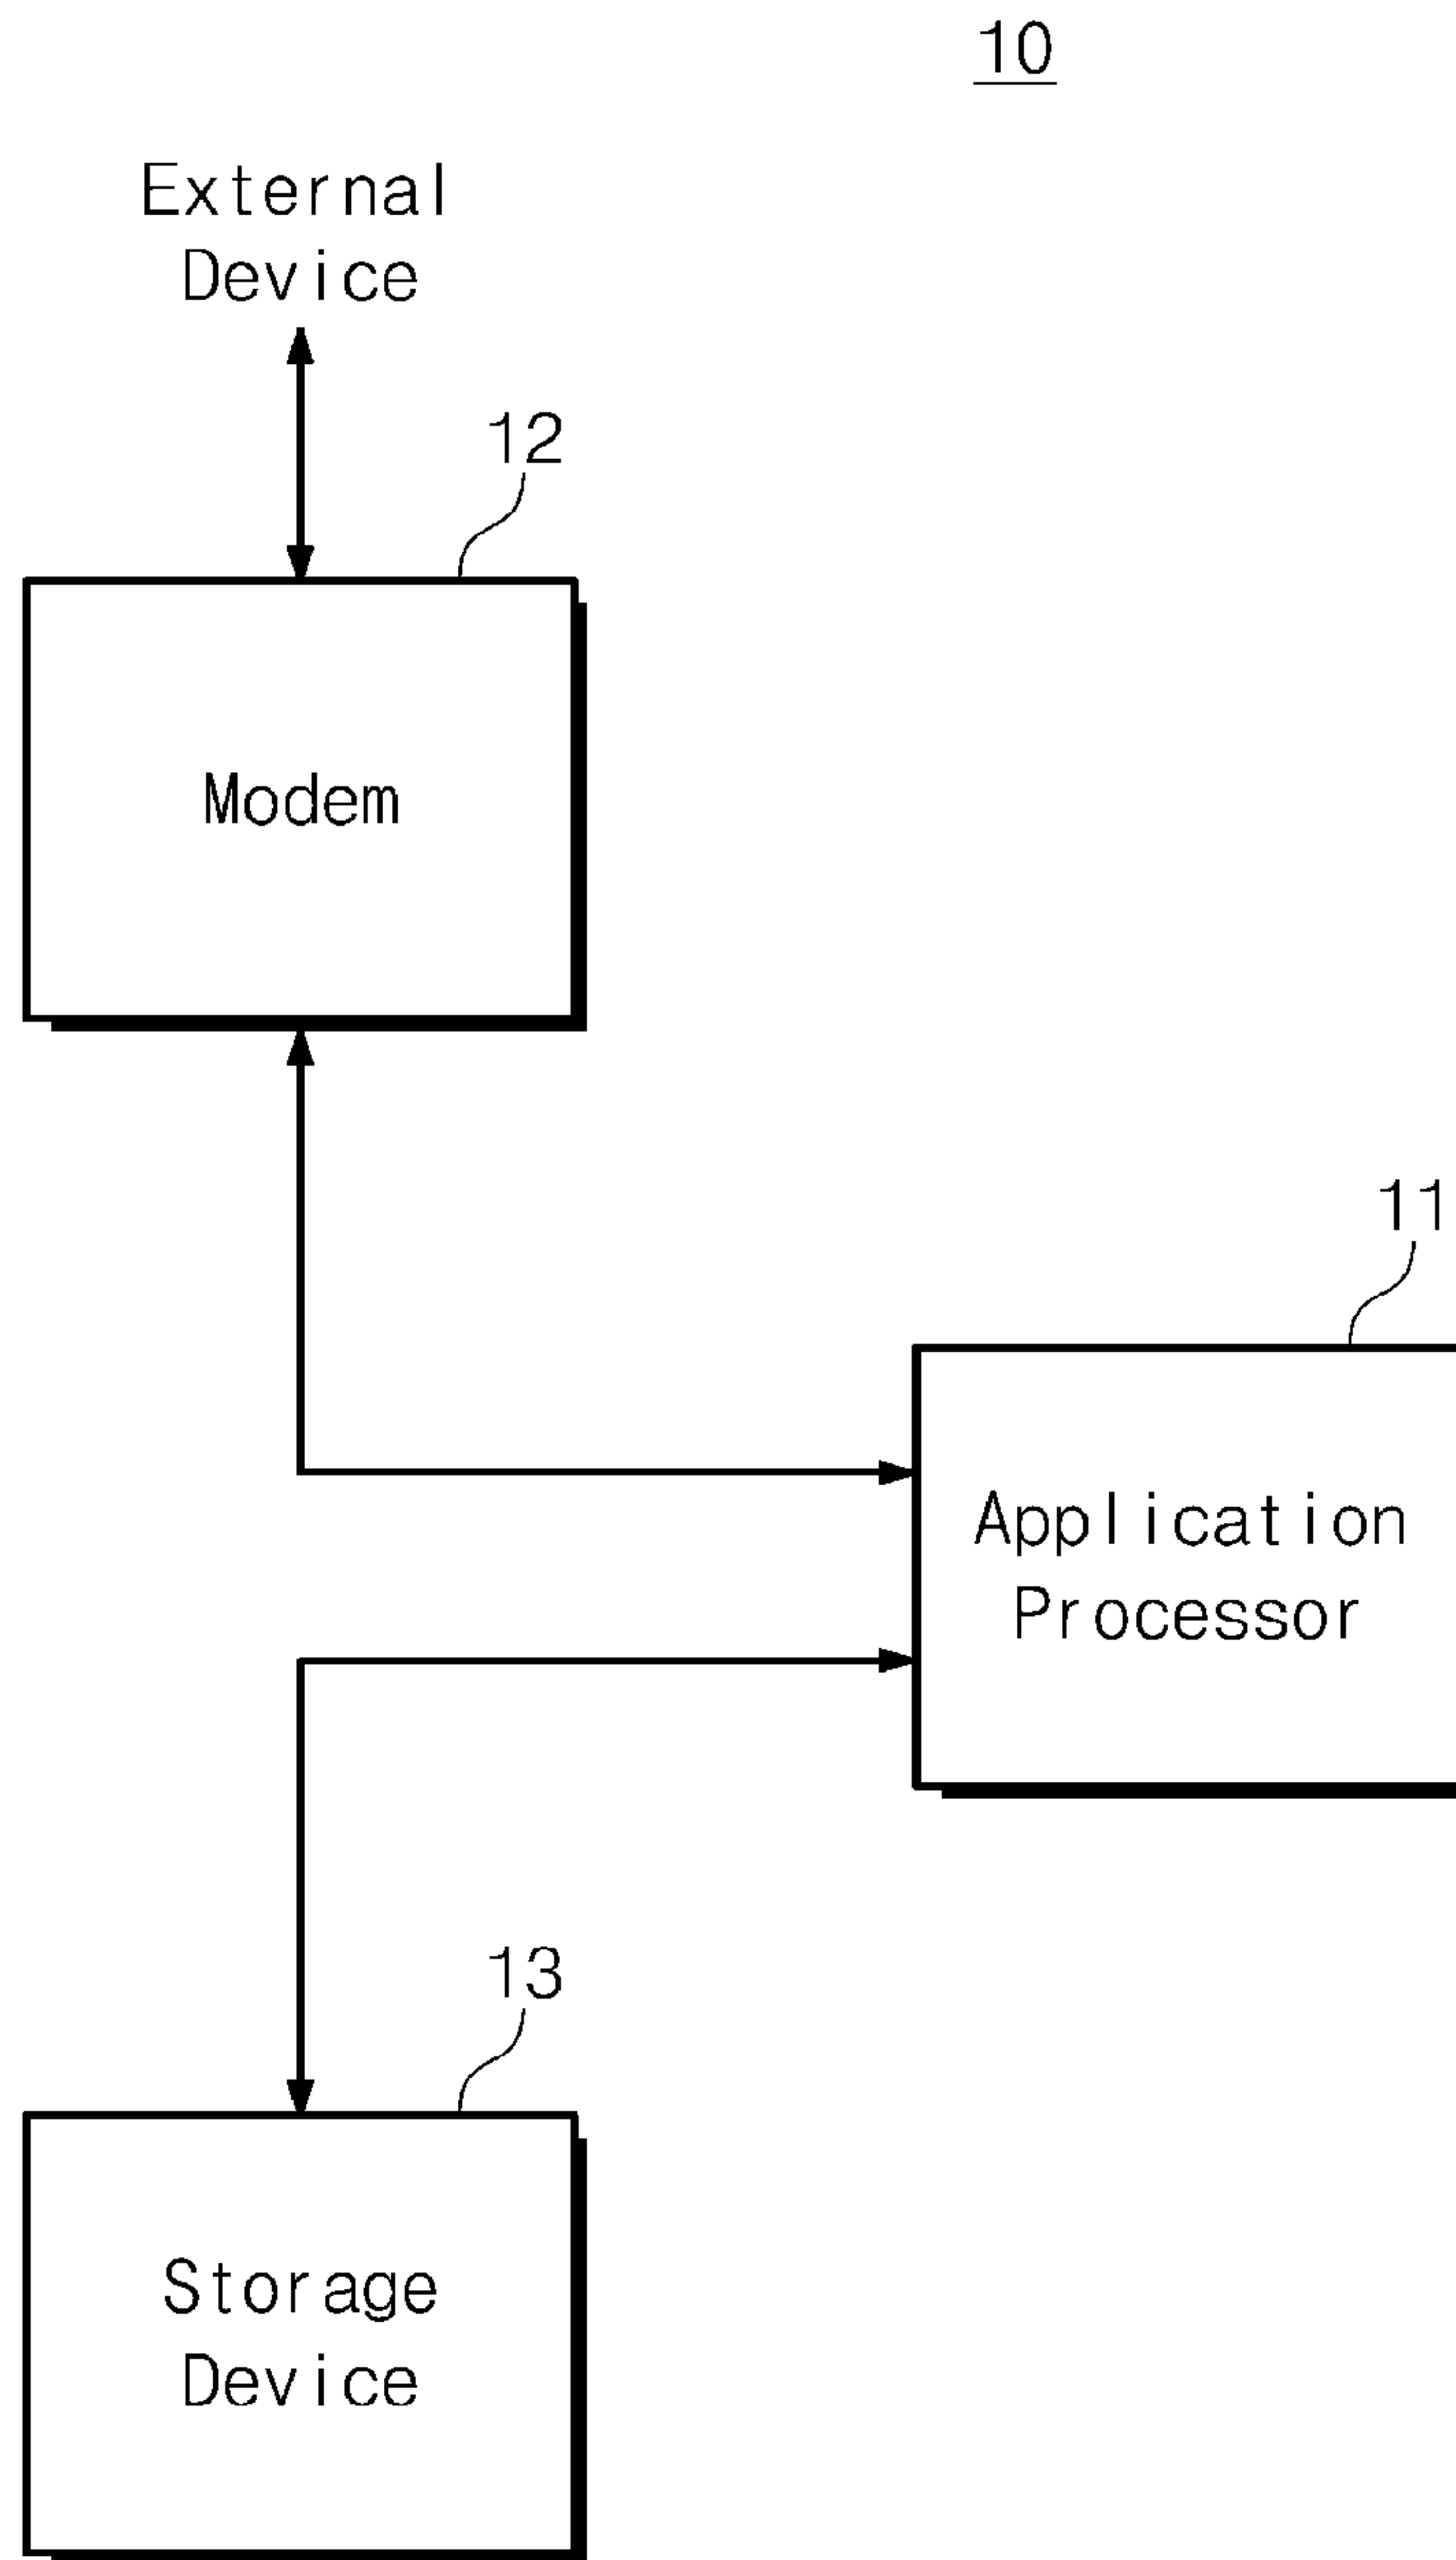 10
External
Device
12
Modem
11
Application
Processor
13
Storage
Device